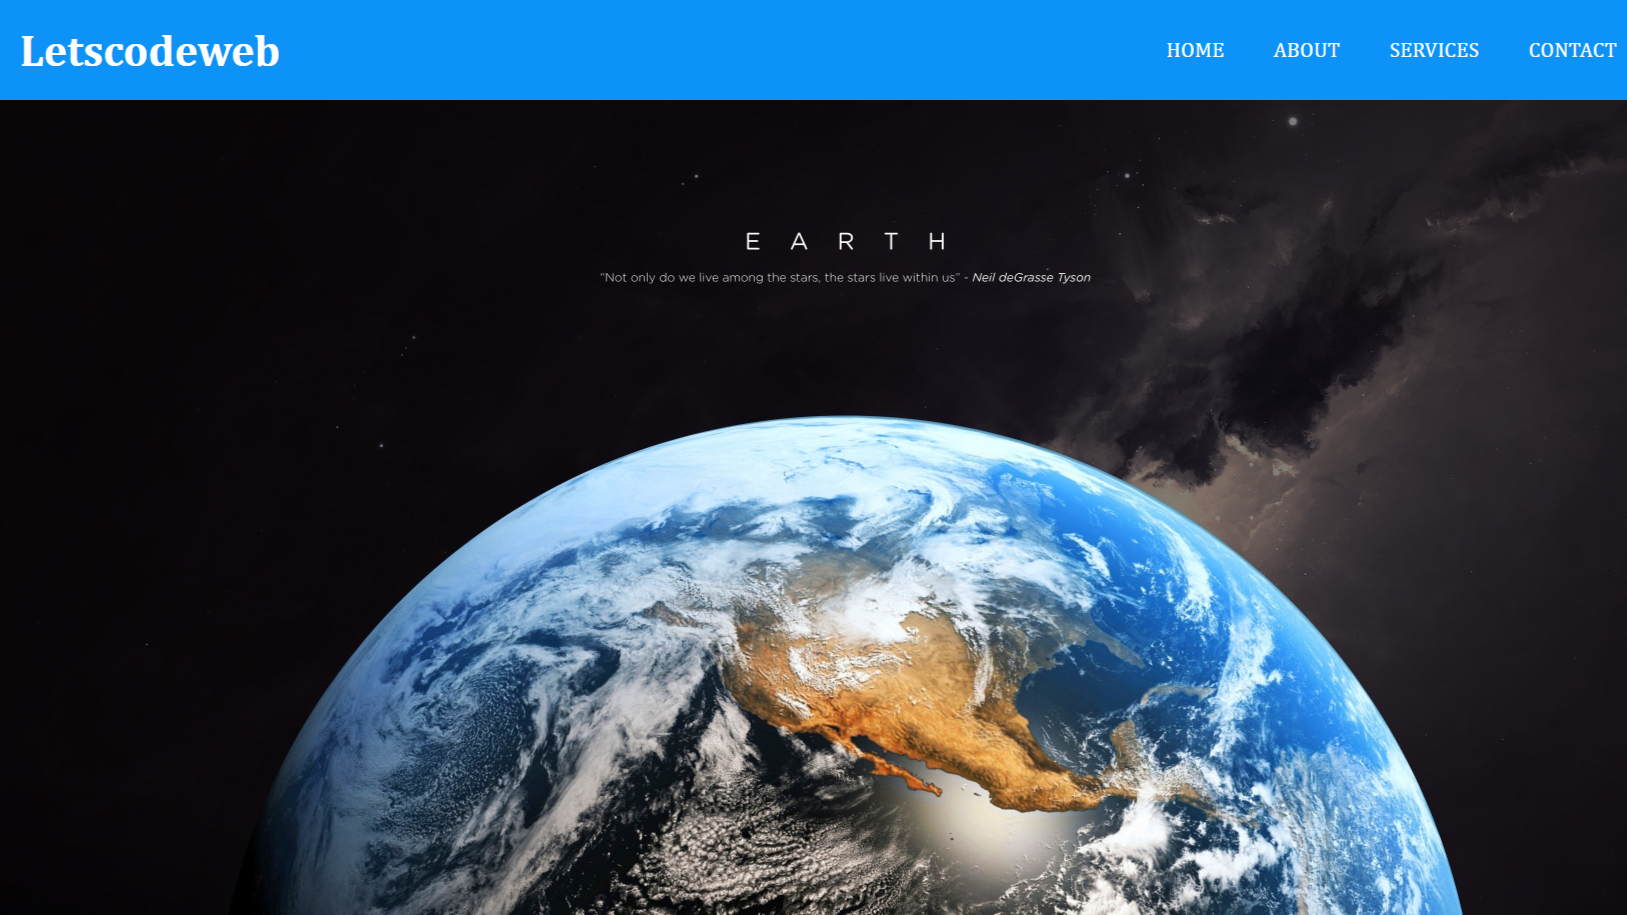 Letscodeweb
HOME ABOUT SERVICES CONTACT
E A R T H
“Not only do we live among the stars, the stars live within us” - Neil deGrasse Tyson